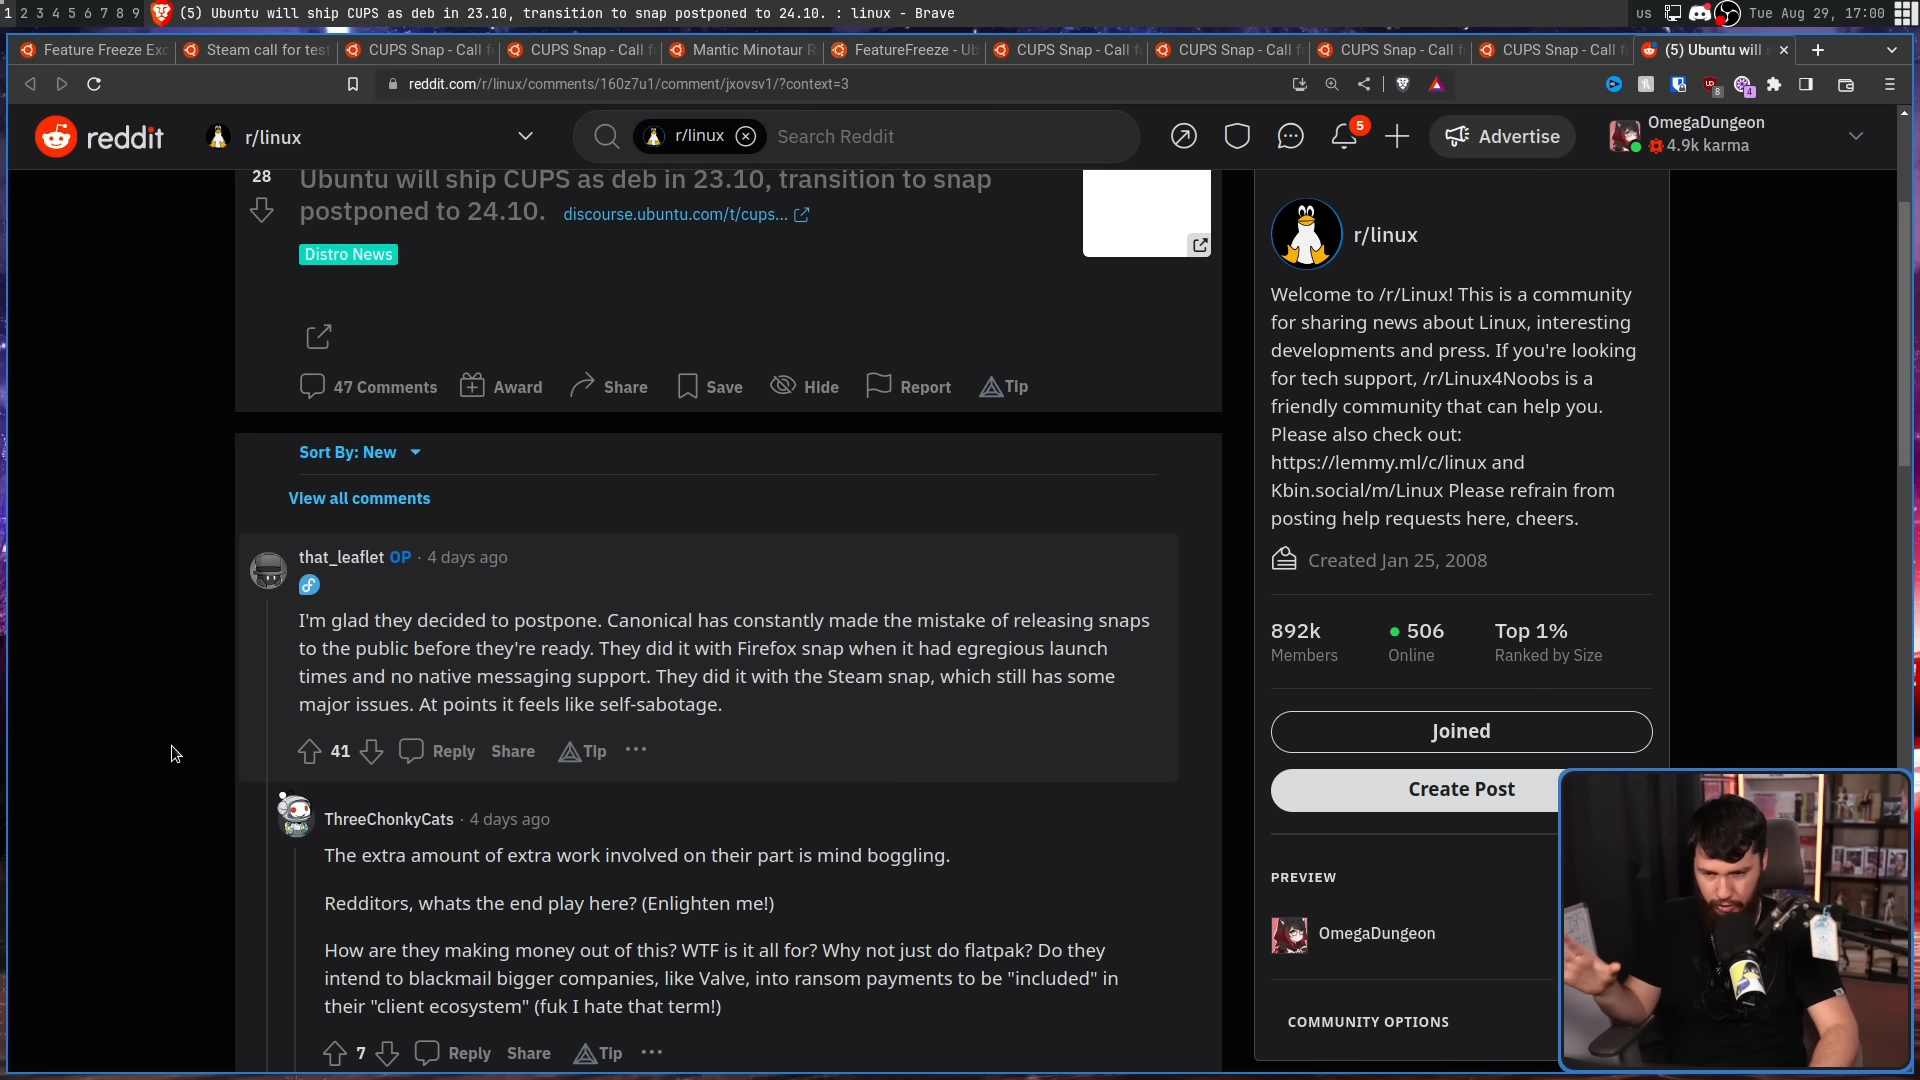 1 2 3 4 5 6 7 8 9 (5) Ubuntu will ship CUPS as deb in 23.10, transition to snap postponed to 24.10. : linux - Brave us Tue Aug 29, 17:00
Feature Freeze Exc Steam call for test CUPS Snap - Call f CUPS Snap - Call f Mantic Minotaur R FeatureFreeze - Ub CUPS Snap - Call f CUPS Snap - Call f CUPS Snap - Call f CUPS Snap - Call f (5) Ubuntu will s
reddit.com/r/linux/comments/160z7u1/comment/jxovsv1/?context=3 8 4
reddit r/linux r/linux Search Reddit 5 Advertise OmegaDungeon
4.9k karma
28
Ubuntu will ship CUPS as deb in 23.10, transition to snap
postponed to 24.10. discourse.ubuntu.com/t/cups...
Distro News
47 Comments Award Share Save Hide Report Tip
Sort By: New
View all comments
that_leaflet OP · 4 days ago
I'm glad they decided to postpone. Canonical has constantly made the mistake of releasing snaps
to the public before they're ready. They did it with Firefox snap when it had egregious launch
times and no native messaging support. They did it with the Steam snap, which still has some
major issues. At points it feels like self-sabotage.
41 Reply Share Tip ...
ThreeChonkyCats · 4 days ago
The extra amount of extra work involved on their part is mind boggling.
Redditors, whats the end play here? (Enlighten me!)
How are they making money out of this? WTF is it all for? Why not just do flatpak? Do they
intend to blackmail bigger companies, like Valve, into ransom payments to be "included" in
their "client ecosystem" (fuk I hate that term!)
7 Reply Share Tip ...
r/linux
Welcome to /r/Linux! This is a community
for sharing news about Linux, interesting
developments and press. If you're looking
for tech support, /r/Linux4Noobs is a
friendly community that can help you.
Please also check out:
https://lemmy.ml/c/linux and
Kbin.social/m/Linux Please refrain from
posting help requests here, cheers.
Created Jan 25, 2008
892k 506 Top 1%
Members Online Ranked by Size
Joined
Create Post
PREVIEW
OmegaDungeon
COMMUNITY OPTIONS